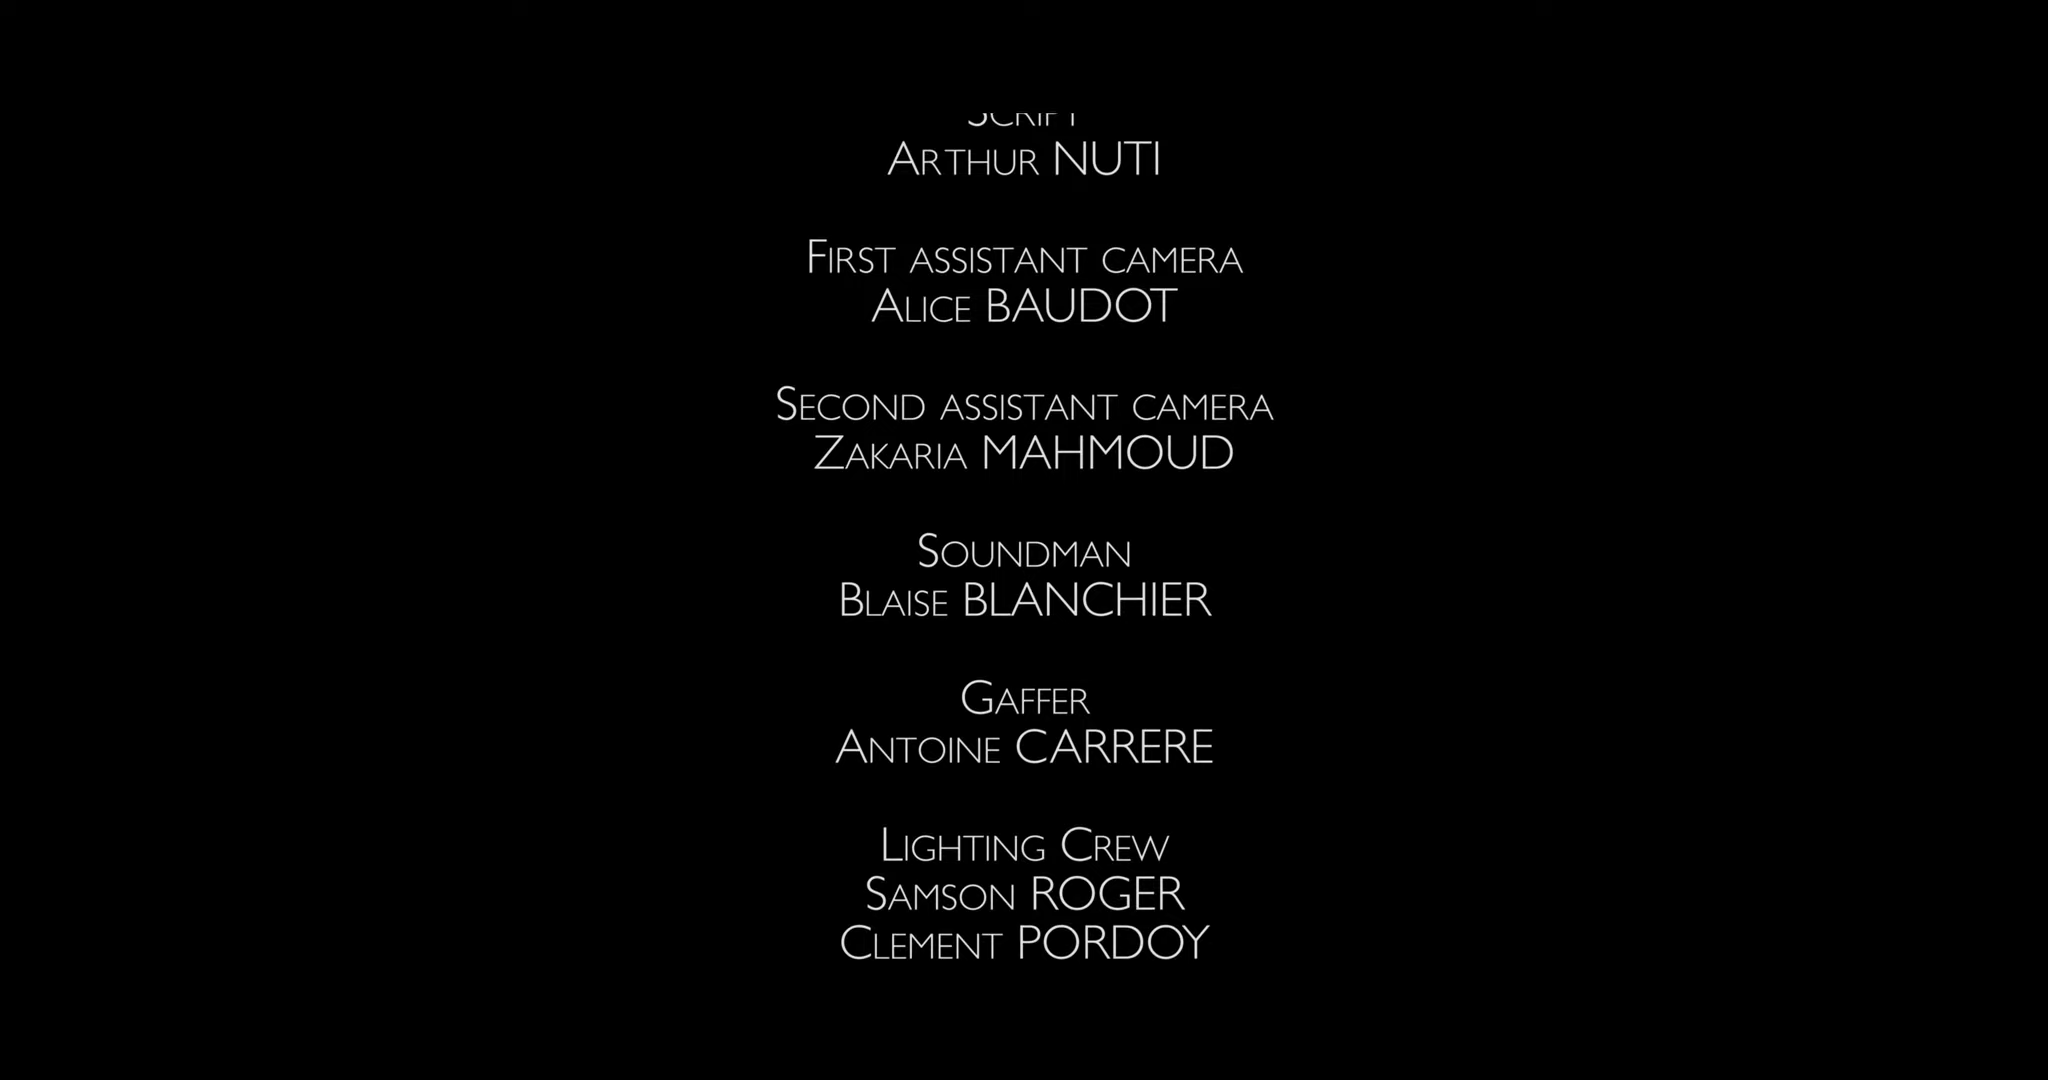 Script
Arthur NUTI
First assistant camera
Alice BAUDOT
Second assistant camera
Zakaria MAHMOUD
Soundman
Blaise BLANCHIER
Gaffer
Antoine CARRERE
Lighting Crew
Samson ROGER
Clement PORDOY